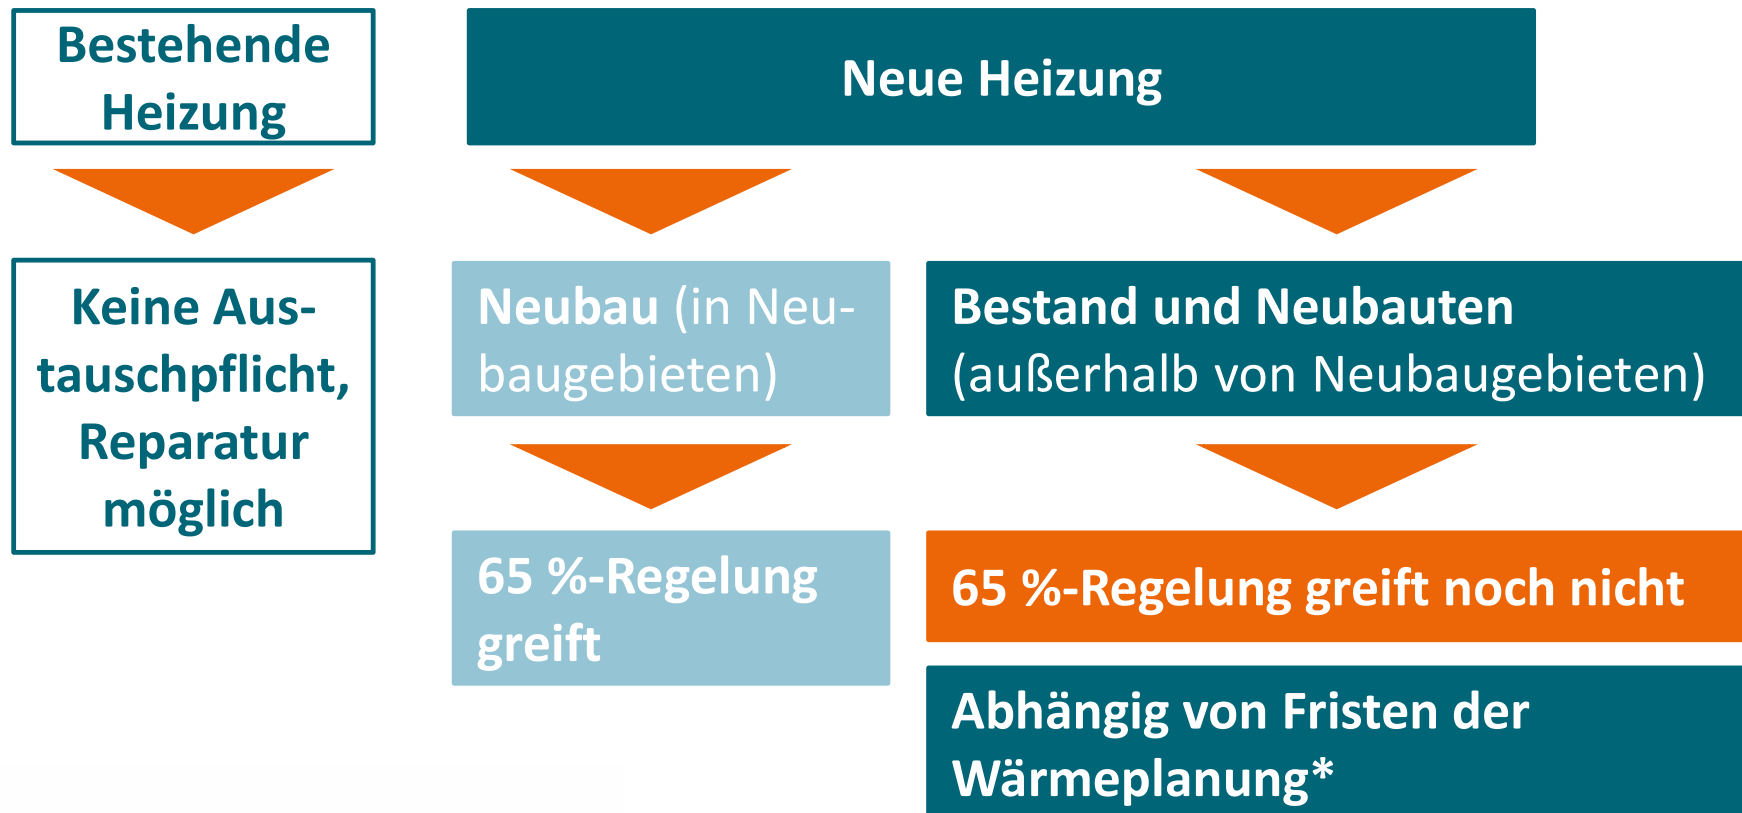 Bestehende
Heizung
Neue Heizung
Keine Aus-
tauschpflicht,
Reparatur
möglich
Neubau (in Neu-
baugebieten)
Bestand und Neubauten
(außerhalb von Neubaugebieten)
65 %-Regelung
greift
65 %-Regelung greift noch nicht
Abhängig von Fristen der
Wärmeplanung*